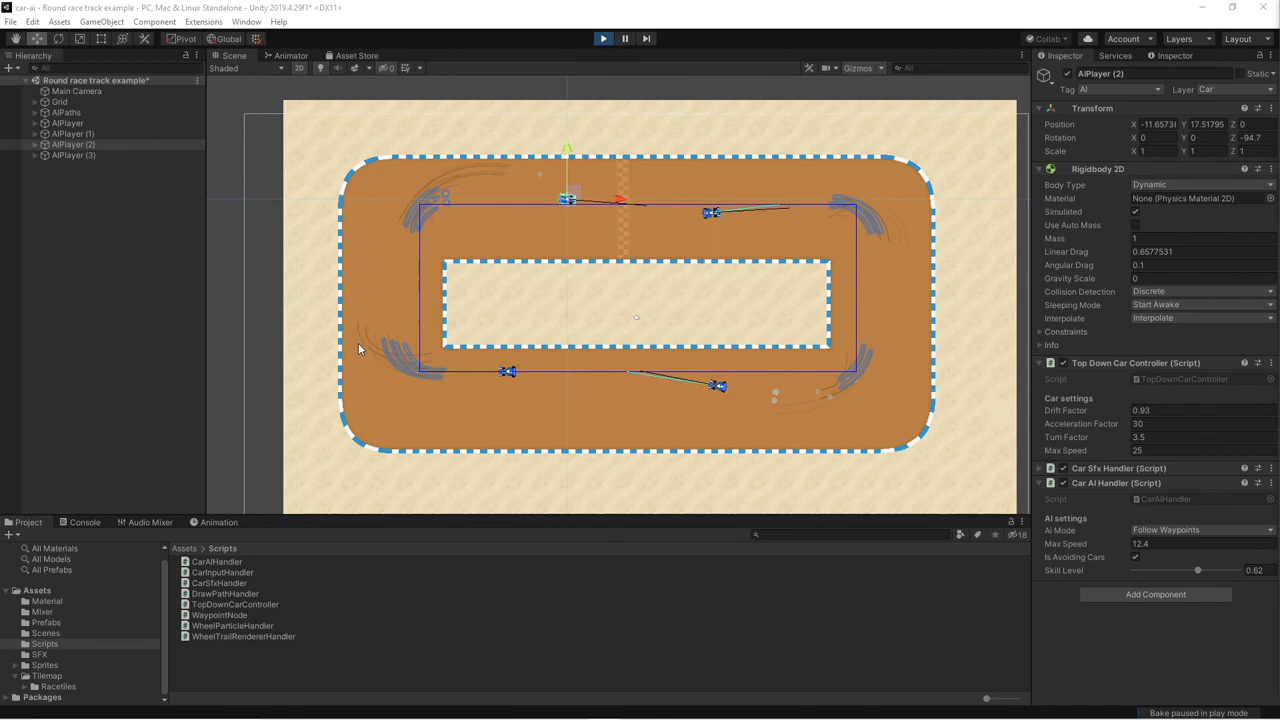 car-ai - Round race track example - PC, Mac & Linux Standalone - Unity 2019.4.29f1* <DX11>
File Edit Assets GameObject Component Extensions Window Help
Pivot Global Collab Account Layers Layout
Hierarchy Scene Animator Asset Store Inspector Services Inspector
All Shaded 2D 0 Gizmos All AIPlayer (2) Static
Round race track example*
Tag AI Layer Car
Main Camera
Grid
AIPaths
AIPlayer
AIPlayer (1)
AIPlayer (2)
AIPlayer (3)
Transform
Position X -11.6573 Y 17.51795 Z 0
Rotation X 0 Y 0 Z -94.7
Scale X 1 Y 1 Z 1
Rigidbody 2D
Body Type Dynamic
Material None (Physics Material 2D)
Simulated
Use Auto Mass
Mass 1
Linear Drag 0.6577531
Angular Drag 0.1
Gravity Scale 0
Collision Detection Discrete
Sleeping Mode Start Awake
Interpolate Interpolate
Constraints
Info
Top Down Car Controller (Script)
Script TopDownCarController
Car settings
Drift Factor 0.93
Acceleration Factor 30
Turn Factor 3.5
Max Speed 25
Car Sfx Handler (Script)
Car AI Handler (Script)
Script CarAIHandler
AI settings
Ai Mode Follow Waypoints
Max Speed 12.4
Is Avoiding Cars
Skill Level 0.62
Add Component
Project Console Audio Mixer Animation
18
All Materials
All Models
All Prefabs
Assets
Material
Mixer
Prefabs
Scenes
Scripts
SFX
Sprites
Tilemap
Racetiles
Packages
Assets Scripts
CarAIHandler
CarInputHandler
CarSfxHandler
DrawPathHandler
TopDownCarController
WaypointNode
WheelParticleHandler
WheelTrailRendererHandler
Bake paused in play mode